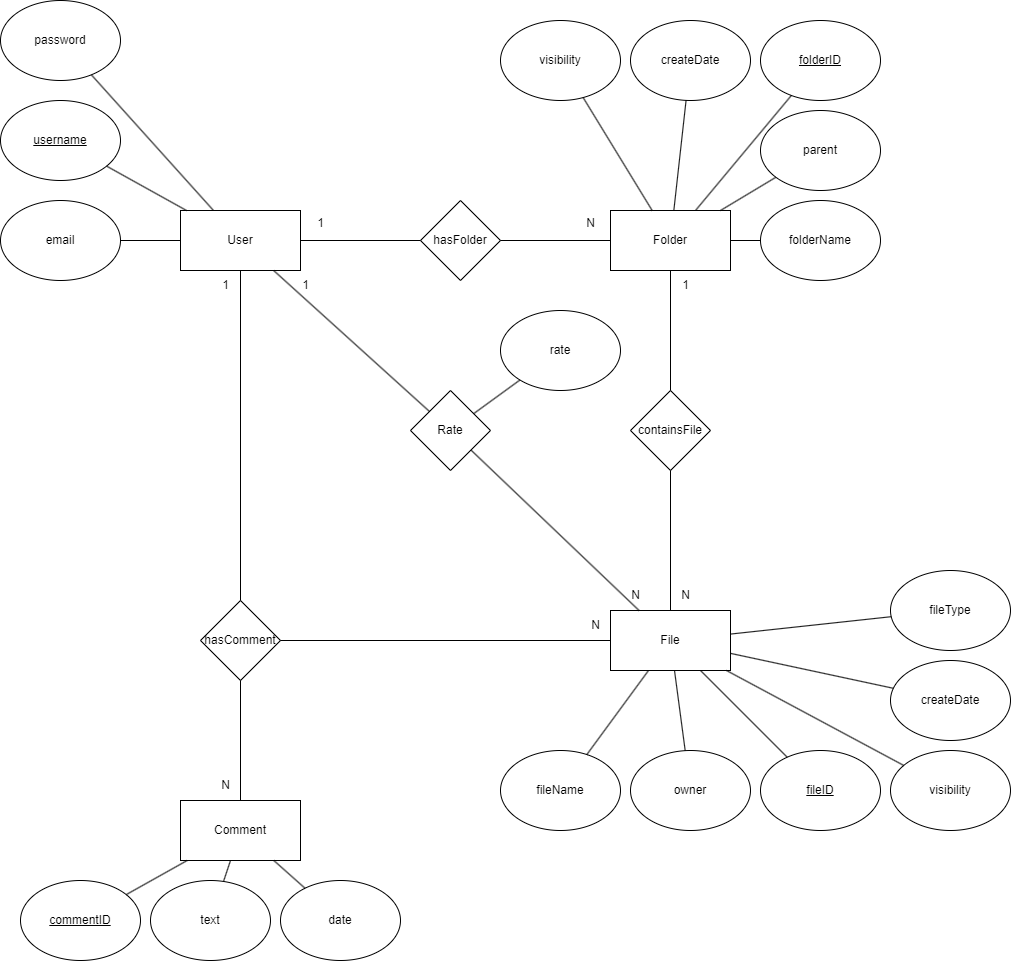 password
visibility
createDate
folderID
username
parent
email
User
1
hasFolder
N
Folder
folderName
1
1
1
rate
Rate
containsFile
N
N
fileType
N
hasComment
File
createDate
N
fileName
owner
fileID
visibility
Comment
commentID
text
date